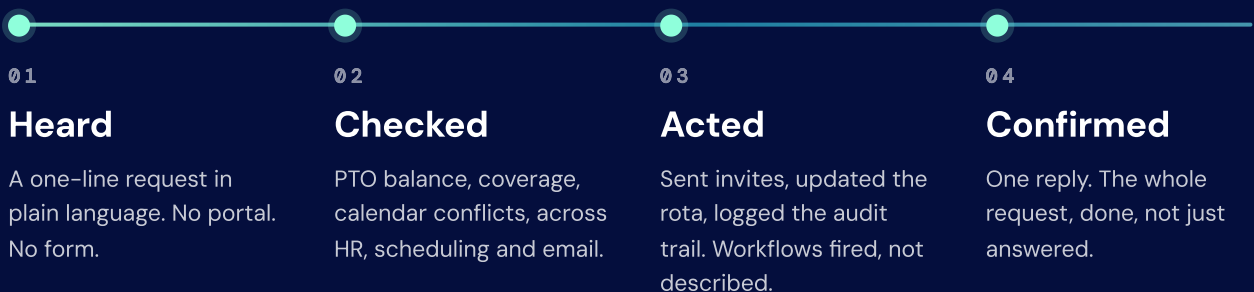 01
Heard
A one-line request in
plain language. No portal.
No form.
02
Checked
PTO balance, coverage,
calendar conflicts, across
HR, scheduling and email.
03
Acted
Sent invites, updated the
rota, logged the audit
trail. Workflows fired, not
described.
04
Confirmed
One reply. The whole
request, done, not just
answered.